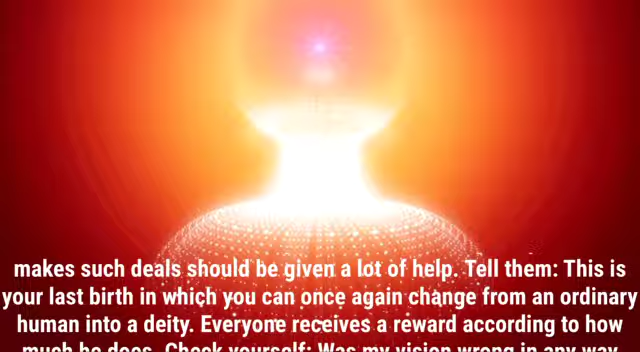 makes such deals should be given a lot of help. Tell them: This is
your last birth in which you can once again change from an ordinary
human into a deity. Everyone receives a reward according to how
much he does. Check yourself: Was my vision wrong in any way